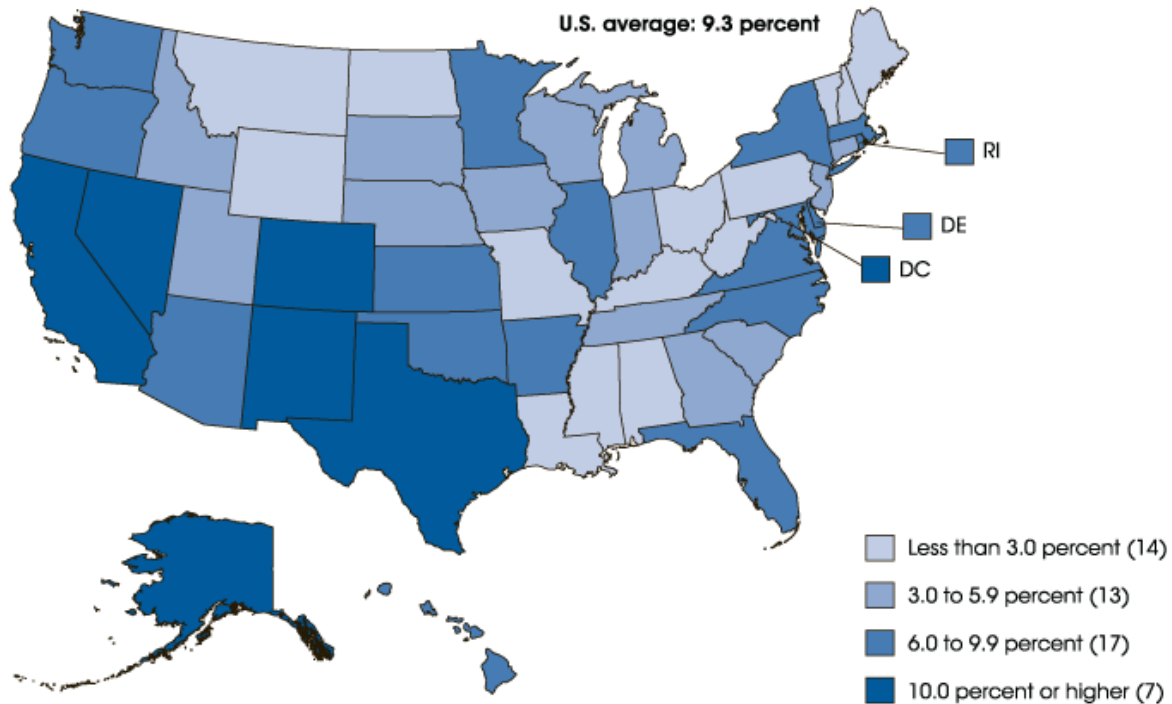 U.S. average: 9.3 percent
RI
DE
DC
Less than 3.0 percent (14)
3.0 to 5.9 percent (13)
6.0 to 9.9 percent (17)
10.0 percent or higher (7)